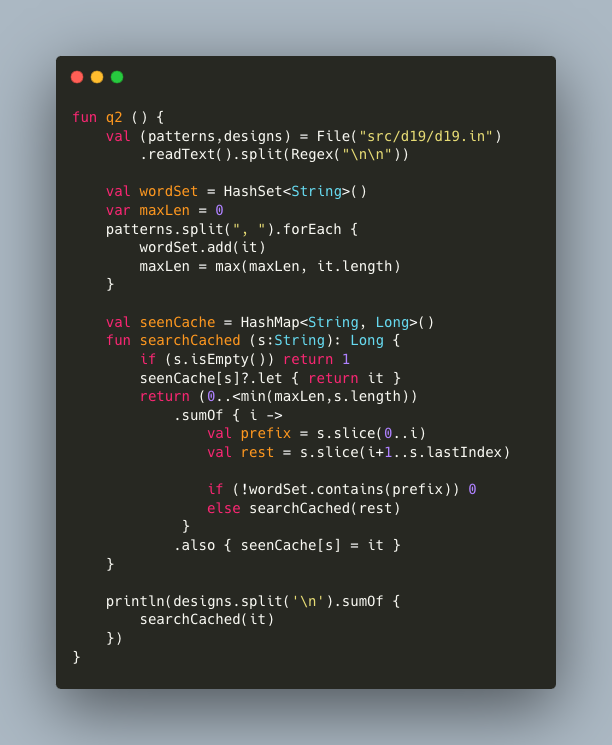 fun q2 () {
    val (patterns,designs) = File("src/d19/d19.in")
        .readText().split(Regex("\n\n"))

    val wordSet = HashSet<String>()
    var maxLen = 0
    patterns.split(", ").forEach {
        wordSet.add(it)
        maxLen = max(maxLen, it.length)
    }

    val seenCache = HashMap<String, Long>()
    fun searchCached (s:String): Long {
        if (s.isEmpty()) return 1
        seenCache[s]?.let { return it }
        return (0..<min(maxLen,s.length))
            .sumOf { i ->
                val prefix = s.slice(0..i)
                val rest = s.slice(i+1..s.lastIndex)

                if (!wordSet.contains(prefix)) 0
                else searchCached(rest)
             }
            .also { seenCache[s] = it }
    }

    println(designs.split('\n').sumOf {
        searchCached(it)
    })
}